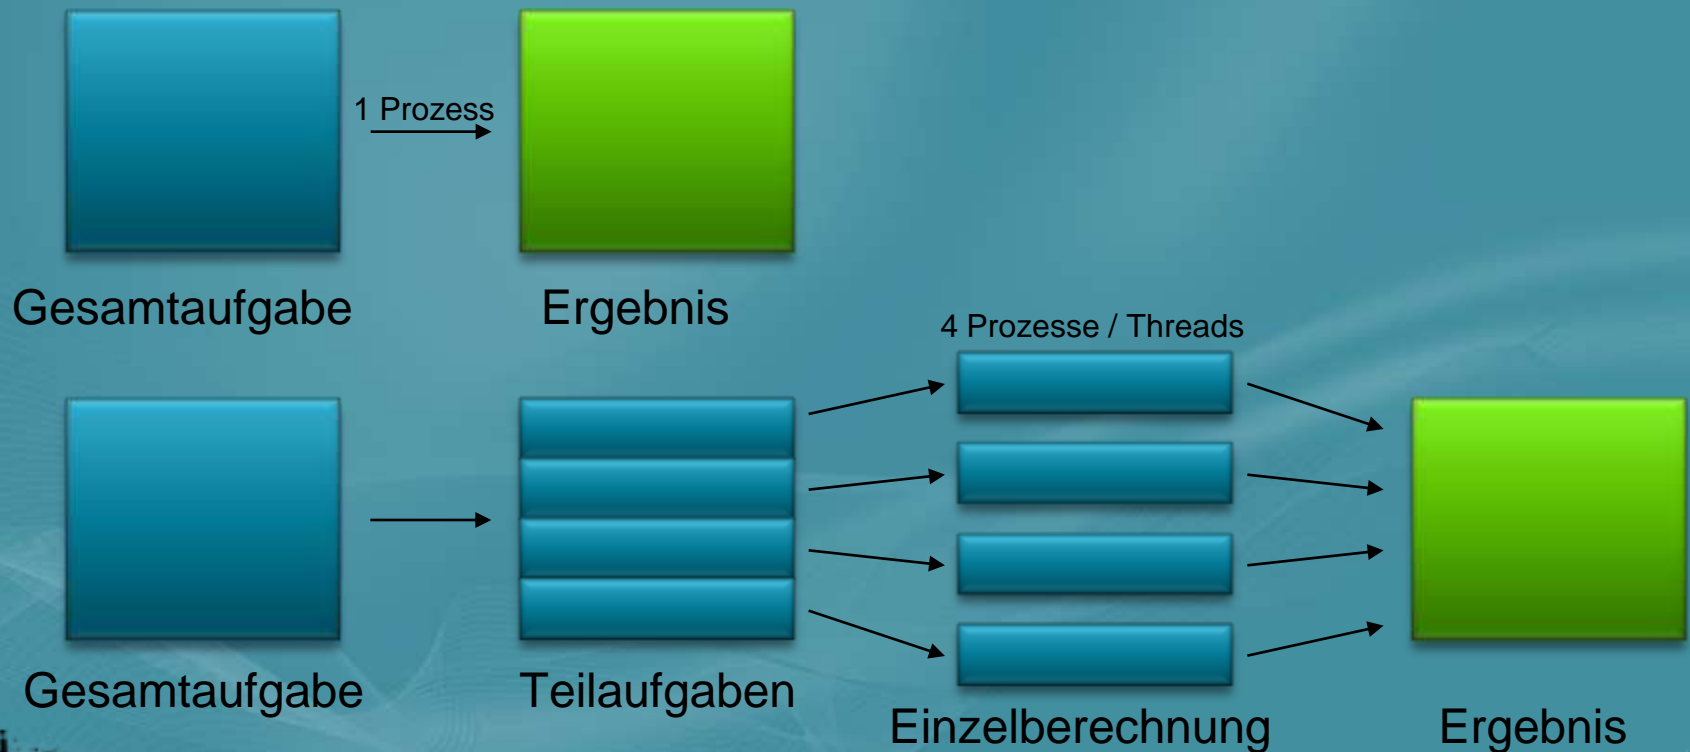 1 Prozess
Gesamtaufgabe
Ergebnis
4 Prozesse / Threads
Gesamtaufgabe
Teilaufgaben
Einzelberechnung
Ergebnis